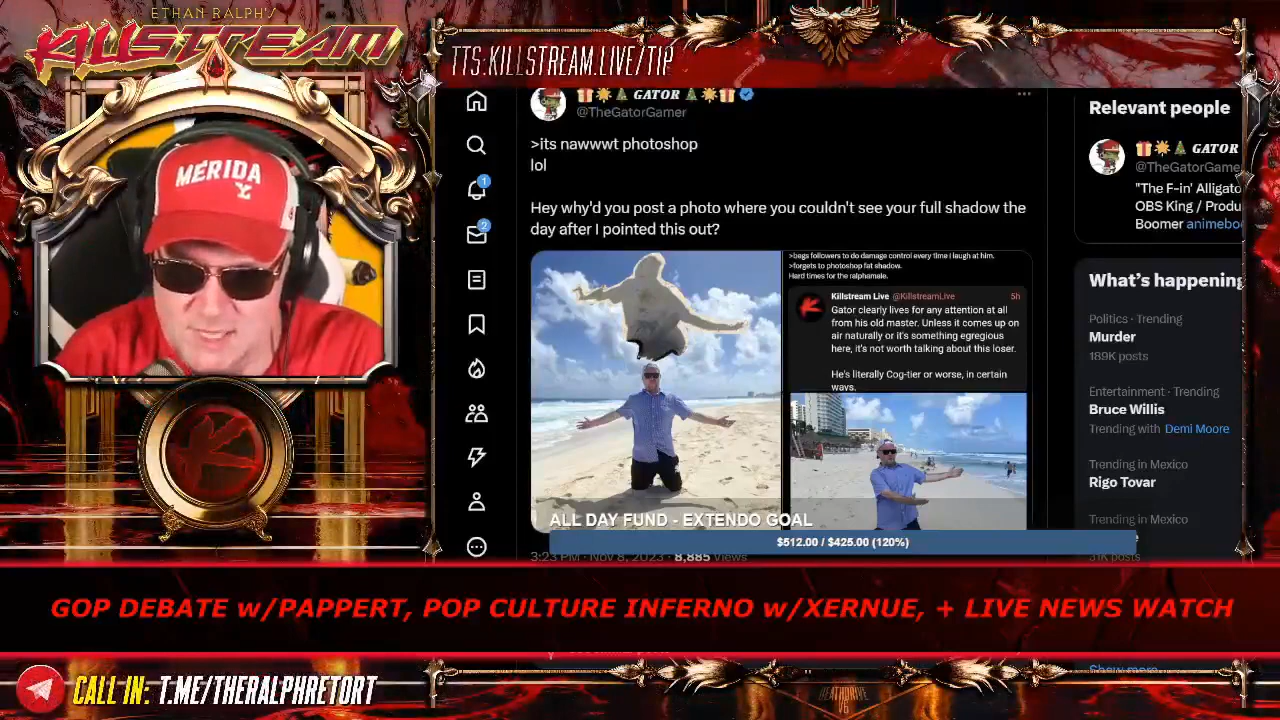 ETHAN RALPH'S
KILLSTREAM
TTS:KILLSTREAM.LIVE/TIP
MERIDA
GATOR
@TheGatorGamer
>its nawwwt photoshop
lol
Hey why'd you post a photo where you couldn't see your full shadow the
day after I pointed this out?
>begs followers to do damage control every time I laugh at him.
>forgets to photoshop fat shadow.
Hard times for the ralphamale.
Killstream Live @KillstreamLive 5h
Gator clearly lives for any attention at all
from his old master. Unless it comes up on
air naturally or it's something egregious
here, it's not worth talking about this loser.
He's literally Cog-tier or worse, in certain
ways.
1
2
Relevant people
GATOR
@TheGatorGame
"The F-in' Alligato
OBS King / Produ
Boomer animebo
What's happening
Politics · Trending
Murder
189K posts
Entertainment · Trending
Bruce Willis
Trending with Demi Moore
Trending in Mexico
Rigo Tovar
Trending in Mexico
31K posts
Show more
ALL DAY FUND - EXTENDO GOAL
$512.00 / $425.00 (120%)
3:23 PM · Nov 8, 2023 · 8,885 Views
GOP DEBATE w/PAPPERT, POP CULTURE INFERNO w/XERNUE, + LIVE NEWS WATCH
CALL IN: T.ME/THERALPHRETORT